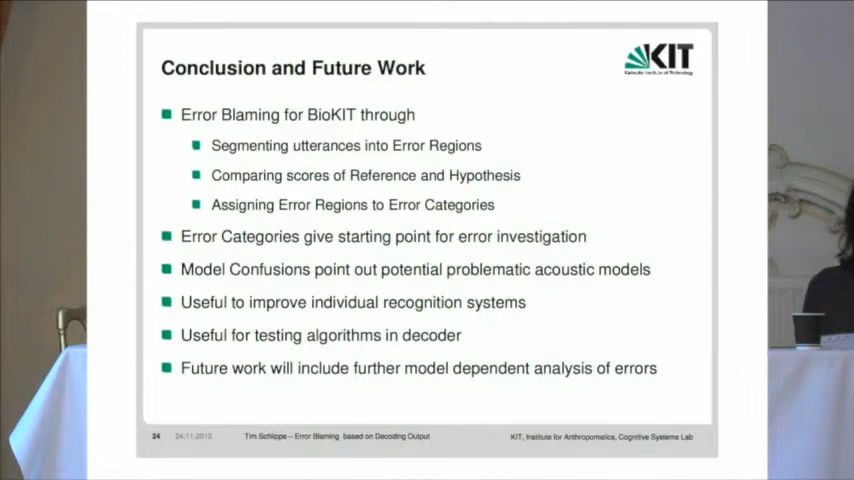 Conclusion and Future Work
KIT
Karlsruhe Institute of Technology
Error Blaming for BioKIT through
Segmenting utterances into Error Regions
Comparing scores of Reference and Hypothesis
Assigning Error Regions to Error Categories
Error Categories give starting point for error investigation
Model Confusions point out potential problematic acoustic models
Useful to improve individual recognition systems
Useful for testing algorithms in decoder
Future work will include further model dependent analysis of errors
24 24.11.2013 Tim Schlippe – Error Blaming based on Decoding Output KIT, Institute for Anthropomatics, Cognitive Systems Lab